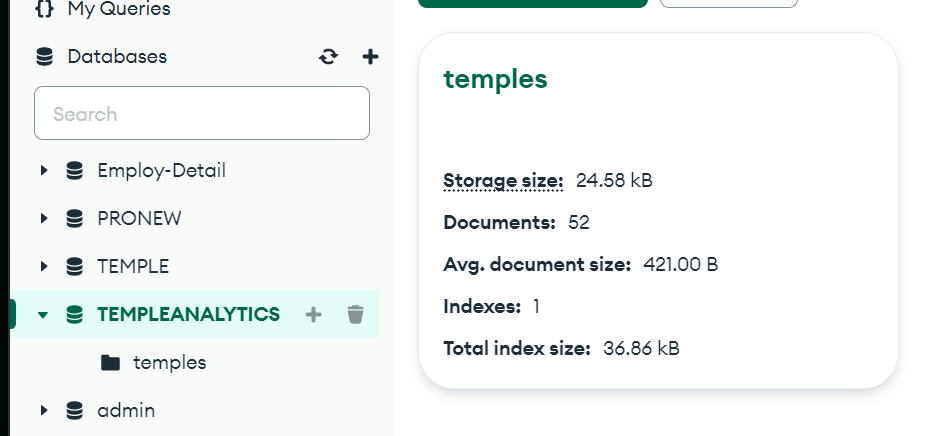 My Queries
Databases
Search
Employ-Detail
PRONEW
TEMPLE
TEMPLEANALYTICS
temples
admin
temples
Storage size: 24.58 kB
Documents: 52
Avg. document size: 421.00 B
Indexes: 1
Total index size: 36.86 kB